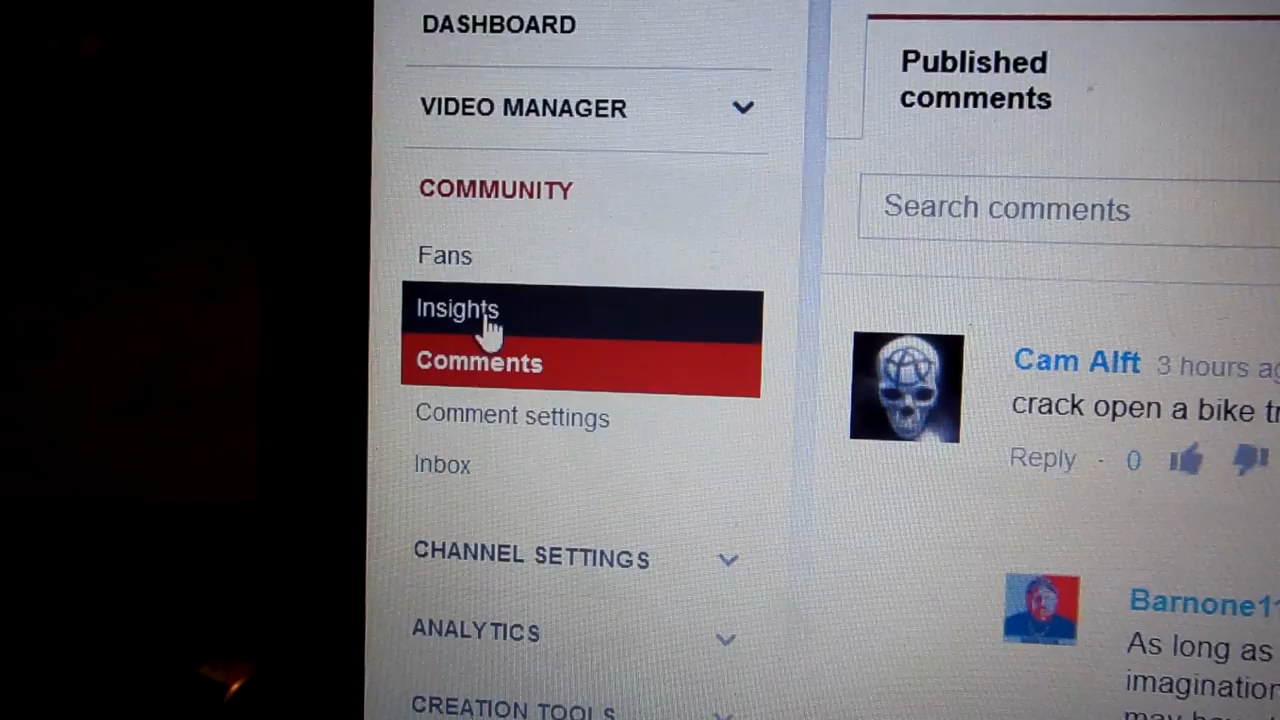 DASHBOARD
VIDEO MANAGER
COMMUNITY
Fans
Insights
Comments
Comment settings
Inbox
CHANNEL SETTINGS
ANALYTICS
CREATION TOOLS
Published
comments
Search comments
Cam Alft 3 hours
crack open a bike
Reply · 0
As long as
imagination
may